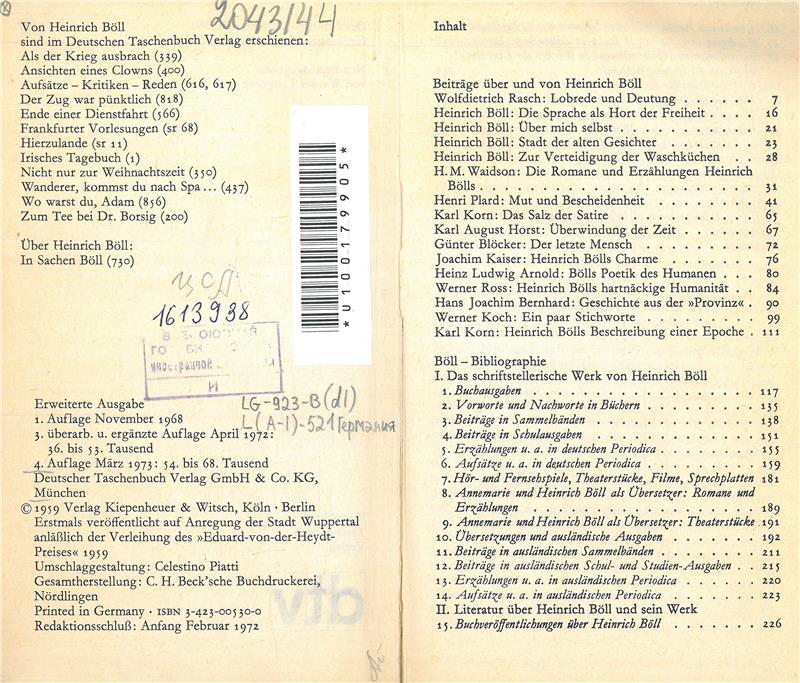 2043/44
Von Heinrich Böll
sind im Deutschen Taschenbuch Verlag erschienen:
Als der Krieg ausbrach (339)
Ansichten eines Clowns (400)
Aufsätze – Kritiken – Reden (616, 617)
Der Zug war pünktlich (818)
Ende einer Dienstfahrt (566)
Frankfurter Vorlesungen (sr 68)
Hierzulande (sr 11)
Irisches Tagebuch (1)
Nicht nur zur Weihnachtszeit (350)
Wanderer, kommst du nach Spa ... (437)
Wo warst du, Adam (856)
Zum Tee bei Dr. Borsig (200)
Über Heinrich Böll:
In Sachen Böll (730)
*U100179905*
1613938
И
LG-923-B(dl)
L(A-I)-521 Германия
Erweiterte Ausgabe
1. Auflage November 1968
3. überarb. u. ergänzte Auflage April 1972:
36. bis 53. Tausend
4. Auflage März 1973: 54. bis 68. Tausend
Deutscher Taschenbuch Verlag GmbH & Co. KG,
München
© 1959 Verlag Kiepenheuer & Witsch, Köln · Berlin
Erstmals veröffentlicht auf Anregung der Stadt Wuppertal
anläßlich der Verleihung des »Eduard-von-der-Heydt-
Preises« 1959
Umschlaggestaltung: Celestino Piatti
Gesamtherstellung: C. H. Beck'sche Buchdruckerei,
Nördlingen
Printed in Germany · ISBN 3-423-00530-0
Redaktionsschluß: Anfang Februar 1972
Inhalt
Beiträge über und von Heinrich Böll
Wolfdietrich Rasch: Lobrede und Deutung . . . . . . 7
Heinrich Böll: Die Sprache als Hort der Freiheit . . . . 16
Heinrich Böll: Über mich selbst . . . . . . . . . . 21
Heinrich Böll: Stadt der alten Gesichter . . . . . . . 23
Heinrich Böll: Zur Verteidigung der Waschküchen . . . 28
H. M. Waidson: Die Romane und Erzählungen Heinrich
Bölls . . . . . . . . . . . . . . . . . . . . 31
Henri Plard: Mut und Bescheidenheit . . . . . . . . 41
Karl Korn: Das Salz der Satire . . . . . . . . . . 65
Karl August Horst: Überwindung der Zeit . . . . . . 67
Günter Blöcker: Der letzte Mensch . . . . . . . . . 72
Joachim Kaiser: Heinrich Bölls Charme . . . . . . . 76
Heinz Ludwig Arnold: Bölls Poetik des Humanen . . . 80
Werner Ross: Heinrich Bölls hartnäckige Humanität . . 84
Hans Joachim Bernhard: Geschichte aus der »Provinz« . 90
Werner Koch: Ein paar Stichworte . . . . . . . . . 99
Karl Korn: Heinrich Bölls Beschreibung einer Epoche . 111
Böll – Bibliographie
I. Das schriftstellerische Werk von Heinrich Böll
1. Buchausgaben . . . . . . . . . . . . . . . . 117
2. Vorworte und Nachworte in Büchern . . . . . . . . 135
3. Beiträge in Sammelbänden . . . . . . . . . . . . 138
4. Beiträge in Schulausgaben . . . . . . . . . . . . 151
5. Erzählungen u. a. in deutschen Periodica . . . . . . 155
6. Aufsätze u. a. in deutschen Periodica . . . . . . . 159
7. Hör- und Fernsehspiele, Theaterstücke, Filme, Sprechplatten 181
8. Annemarie und Heinrich Böll als Übersetzer: Romane und
Erzählungen . . . . . . . . . . . . . . . . . 189
9. Annemarie und Heinrich Böll als Übersetzer: Theaterstücke . 191
10. Übersetzungen und ausländische Ausgaben . . . . . . 192
11. Beiträge in ausländischen Sammelbänden . . . . . . . 211
12. Beiträge in ausländischen Schul- und Studien-Ausgaben . . 215
13. Erzählungen u. a. in ausländischen Periodica . . . . . 220
14. Aufsätze u. a. in ausländischen Periodica . . . . . . 223
II. Literatur über Heinrich Böll und sein Werk
15. Buchveröffentlichungen über Heinrich Böll . . . . . . 226